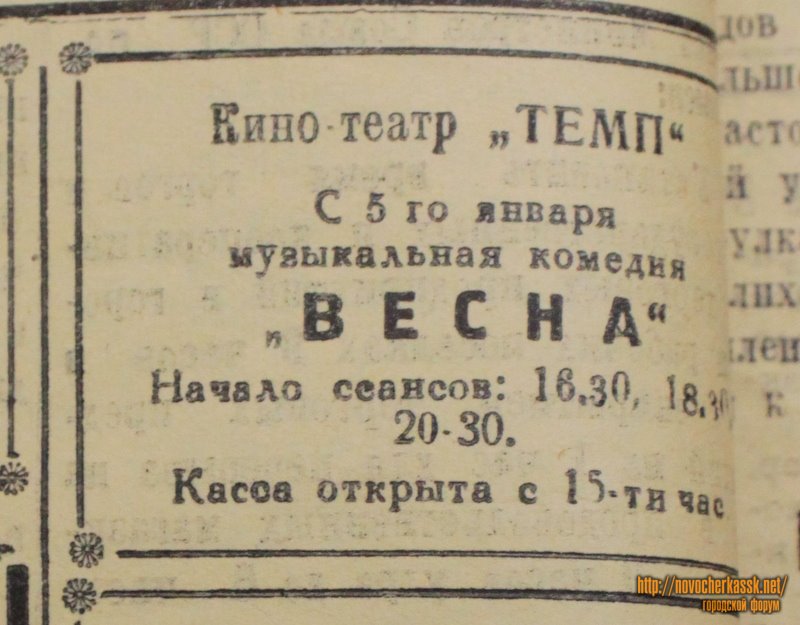 Кино-театр „ТЕМП“
С 5 го января
музыкальная комедия
„ВЕСНА“
Начало сеансов: 16.30, 18.30
20-30.
Касса открыта с 15-ти час
http://novocherkassk.net/
городской форум